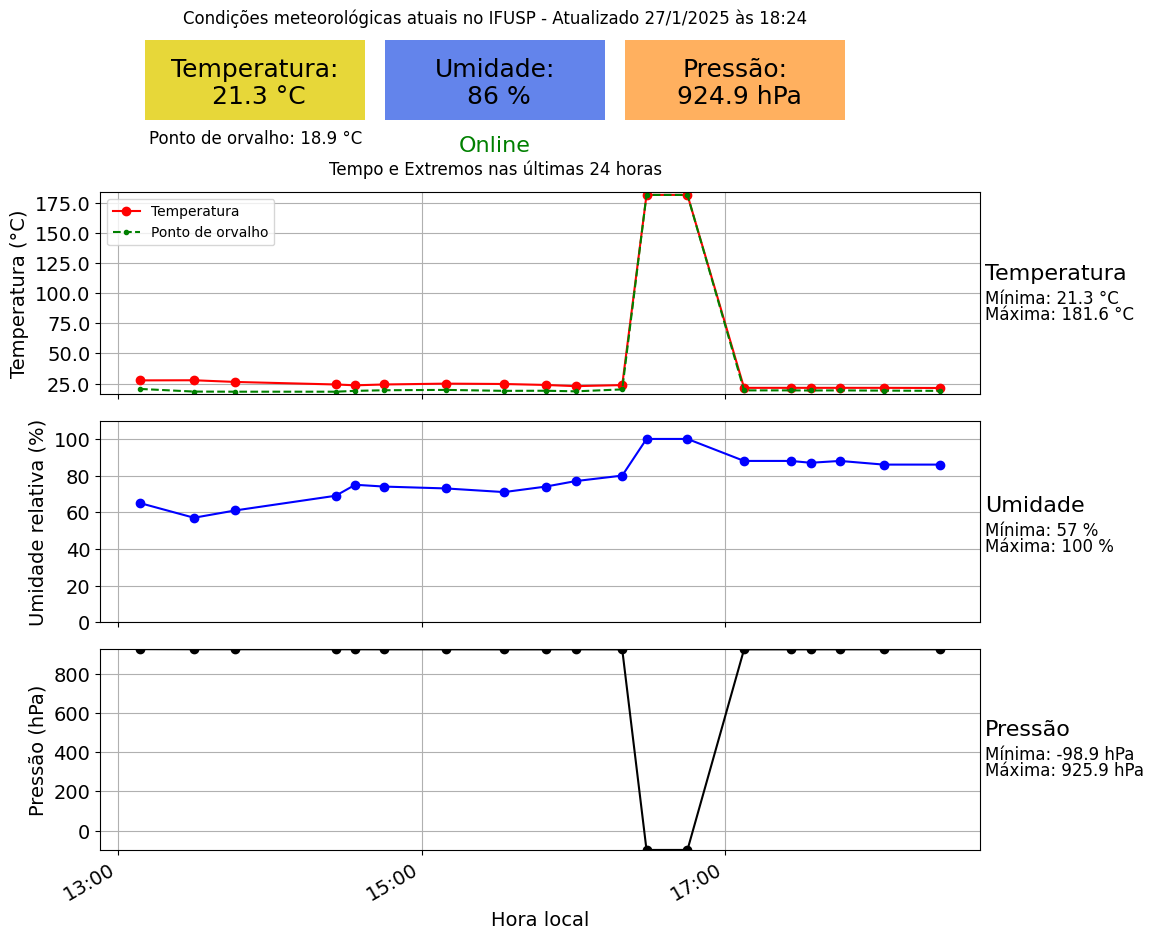 Condições meteorológicas atuais no IFUSP - Atualizado 27/1/2025 às 18:24
Temperatura:
21.3 °C
Umidade:
86 %
Pressão:
924.9 hPa
Ponto de orvalho: 18.9 °C
Online
Tempo e Extremos nas últimas 24 horas
Temperatura (°C)
175.0
150.0
125.0
100.0
75.0
50.0
25.0
Temperatura
Ponto de orvalho
Temperatura
Mínima: 21.3 °C
Máxima: 181.6 °C
Umidade relativa (%)
100
80
60
40
20
0
Umidade
Mínima: 57 %
Máxima: 100 %
Pressão (hPa)
800
600
400
200
0
Pressão
Mínima: -98.9 hPa
Máxima: 925.9 hPa
13:00
15:00
17:00
Hora local